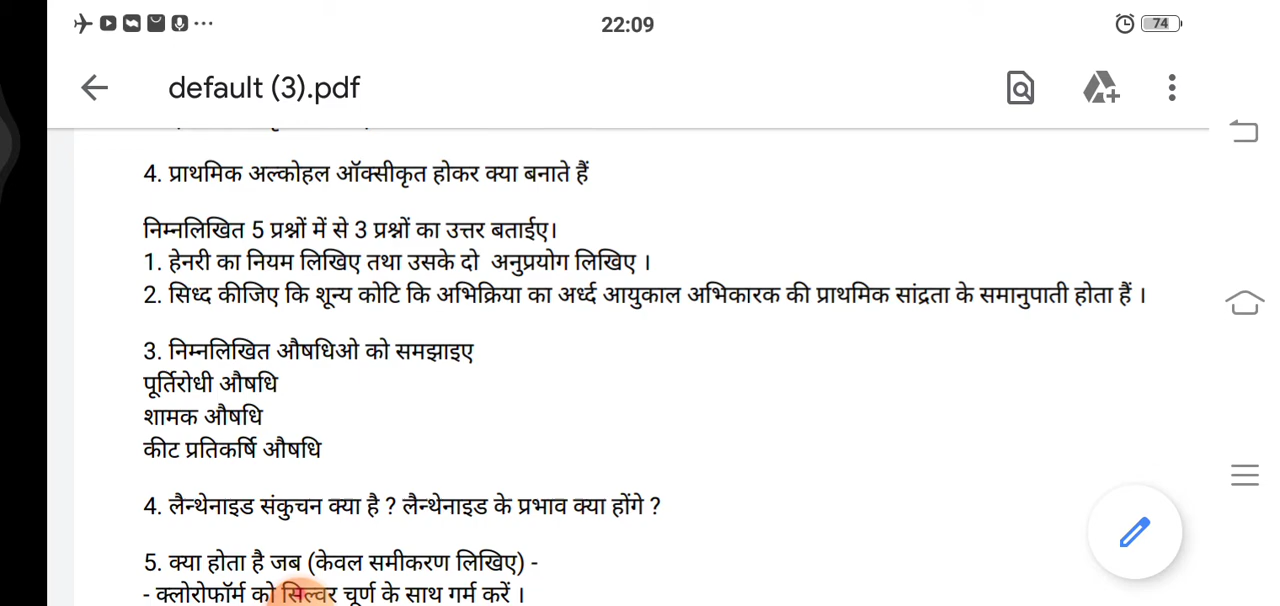 22:09
74
default (3).pdf
4. प्राथमिक अल्कोहल ऑक्सीकृत होकर क्या बनाते हैं
निम्नलिखित 5 प्रश्नों में से 3 प्रश्नों का उत्तर बताईए।
1. हेनरी का नियम लिखिए तथा उसके दो अनुप्रयोग लिखिए ।
2. सिध्द कीजिए कि शून्य कोटि कि अभिक्रिया का अर्ध्द आयुकाल अभिकारक की प्राथमिक सांद्रता के समानुपाती होता हैं ।
3. निम्नलिखित औषधिओ को समझाइए
पूर्तिरोधी औषधि
शामक औषधि
कीट प्रतिकर्षि औषधि
4. लैन्थेनाइड संकुचन क्या है ? लैन्थेनाइड के प्रभाव क्या होंगे ?
5. क्या होता है जब (केवल समीकरण लिखिए) -
- क्लोरोफॉर्म को सिल्वर चूर्ण के साथ गर्म करें ।